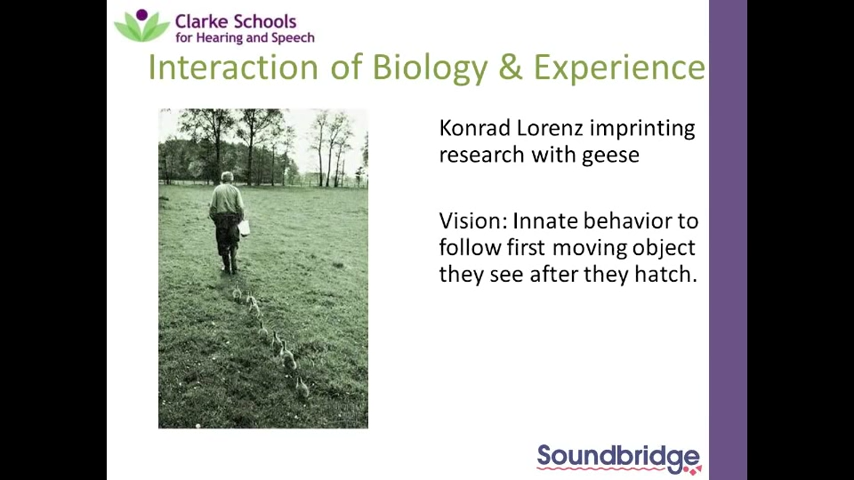 Clarke Schools
for Hearing and Speech
Interaction of Biology & Experience
Konrad Lorenz imprinting
research with geese
Vision: Innate behavior to
follow first moving object
they see after they hatch.
Soundbridge